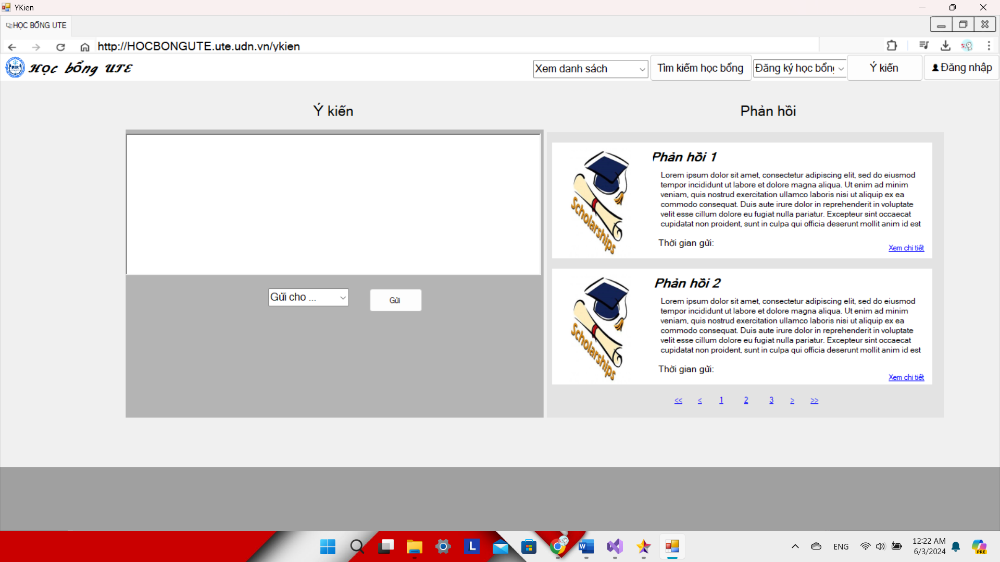 YKien
HỌC BỔNG UTE
http://HOCBONGUTE.ute.udn.vn/ykien
Học bổng UTE
Xem danh sách
Tìm kiếm học bổng
Đăng ký học bổng
Ý kiến
Đăng nhập
Ý kiến
Gửi cho ...
Gửi
Phản hồi
Phản hồi 1
Lorem ipsum dolor sit amet, consectetur adipiscing elit, sed do eiusmod
tempor incididunt ut labore et dolore magna aliqua. Ut enim ad minim
veniam, quis nostrud exercitation ullamco laboris nisi ut aliquip ex ea
commodo consequat. Duis aute irure dolor in reprehenderit in voluptate
velit esse cillum dolore eu fugiat nulla pariatur. Excepteur sint occaecat
cupidatat non proident, sunt in culpa qui officia deserunt mollit anim id est
Thời gian gửi:
Xem chi tiết
Scholarships
Phản hồi 2
Lorem ipsum dolor sit amet, consectetur adipiscing elit, sed do eiusmod
tempor incididunt ut labore et dolore magna aliqua. Ut enim ad minim
veniam, quis nostrud exercitation ullamco laboris nisi ut aliquip ex ea
commodo consequat. Duis aute irure dolor in reprehenderit in voluptate
velit esse cillum dolore eu fugiat nulla pariatur. Excepteur sint occaecat
cupidatat non proident, sunt in culpa qui officia deserunt mollit anim id est
Thời gian gửi:
Xem chi tiết
Scholarships
<< < 1 2 3 > >>
L
W
ENG
12:22 AM
6/3/2024
PRE